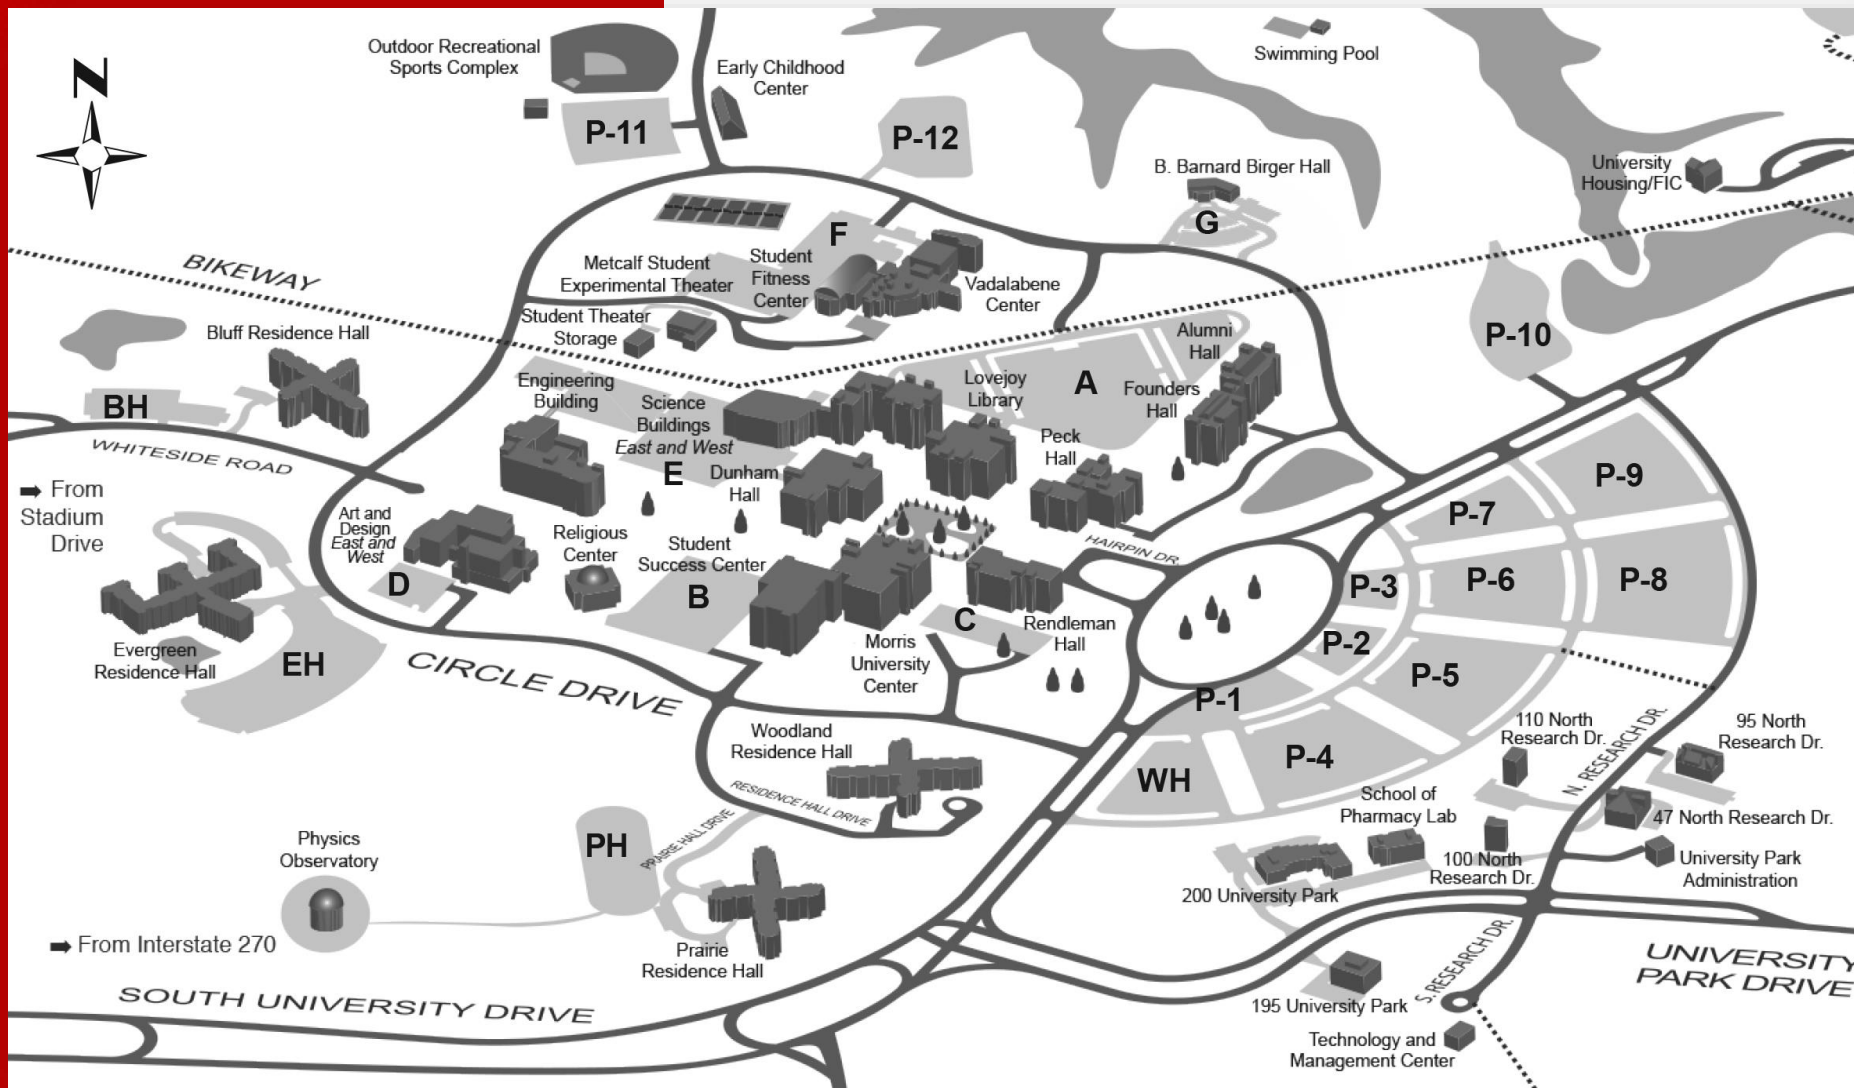 N
Outdoor Recreational
Sports Complex
Early Childhood
Center
Swimming Pool
P-11
P-12
B. Barnard Birger Hall
University
Housing/FIC
G
F
BIKEWAY
Metcalf Student
Experimental Theater
Student
Fitness
Center
Vadalabene
Center
Student Theater
Storage
Bluff Residence Hall
Alumni
Hall
P-10
Engineering
Building
Lovejoy
Library
A
Founders
Hall
BH
Science
Buildings
East and West
E
Peck
Hall
WHITESIDE ROAD
Dunham
Hall
P-9
From
Stadium
Drive
P-7
Art and
Design
East and
West
Religious
Center
Student
Success Center
HAIRPIN DR.
D
B
P-3
P-6
P-8
C
Rendleman
Hall
P-2
Evergreen
Residence Hall
EH
CIRCLE DRIVE
Morris
University
Center
P-5
P-1
Woodland
Residence Hall
110 North
Research Dr.
N. RESEARCH DR.
95 North
Research Dr.
WH
P-4
RESIDENCE HALL DRIVE
School of
Pharmacy Lab
47 North Research Dr.
Physics
Observatory
PH
PRAIRIE HALL DRIVE
100 North
Research Dr.
University Park
Administration
200 University Park
From Interstate 270
Prairie
Residence Hall
S. RESEARCH DR.
UNIVERSITY
PARK DRIVE
SOUTH UNIVERSITY DRIVE
195 University Park
Technology and
Management Center